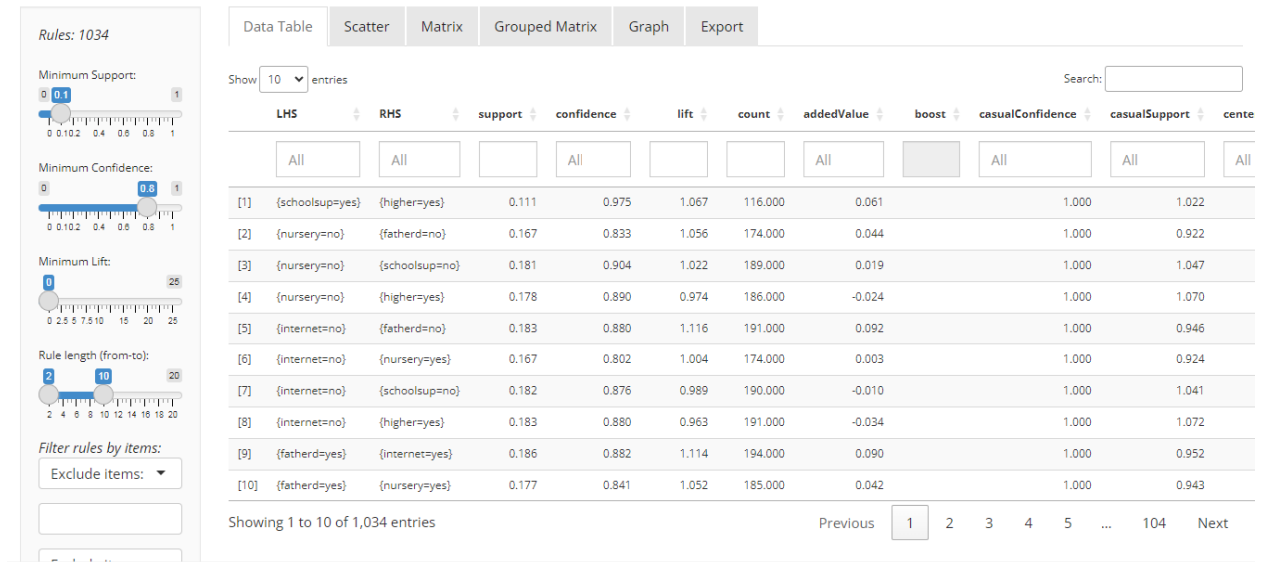 Rules: 1034
Minimum Support:
0 0.1 1
0 0.10.2 0.4 0.6 0.8 1
Minimum Confidence:
0 0.8 1
0 0.10.2 0.4 0.6 0.8 1
Minimum Lift:
0 25
0 2.5 5 7.510 15 20 25
Rule length (from-to):
2 10 20
2 4 6 8 10 12 14 16 18 20
Filter rules by items:
Exclude items:
Data Table Scatter Matrix Grouped Matrix Graph Export
Show 10 entries Search:
LHS RHS support confidence lift count addedValue boost casualConfidence casualSupport cente
All All All All All All All
[1] {schoolsup=yes} {higher=yes} 0.111 0.975 1.067 116.000 0.061 1.000 1.022
[2] {nursery=no} {fatherd=no} 0.167 0.833 1.056 174.000 0.044 1.000 0.922
[3] {nursery=no} {schoolsup=no} 0.181 0.904 1.022 189.000 0.019 1.000 1.047
[4] {nursery=no} {higher=yes} 0.178 0.890 0.974 186.000 -0.024 1.000 1.070
[5] {internet=no} {fatherd=no} 0.183 0.880 1.116 191.000 0.092 1.000 0.946
[6] {internet=no} {nursery=yes} 0.167 0.802 1.004 174.000 0.003 1.000 0.924
[7] {internet=no} {schoolsup=no} 0.182 0.876 0.989 190.000 -0.010 1.000 1.041
[8] {internet=no} {higher=yes} 0.183 0.880 0.963 191.000 -0.034 1.000 1.072
[9] {fatherd=yes} {internet=yes} 0.186 0.882 1.114 194.000 0.090 1.000 0.952
[10] {fatherd=yes} {nursery=yes} 0.177 0.841 1.052 185.000 0.042 1.000 0.943
Showing 1 to 10 of 1,034 entries Previous 1 2 3 4 5 ... 104 Next